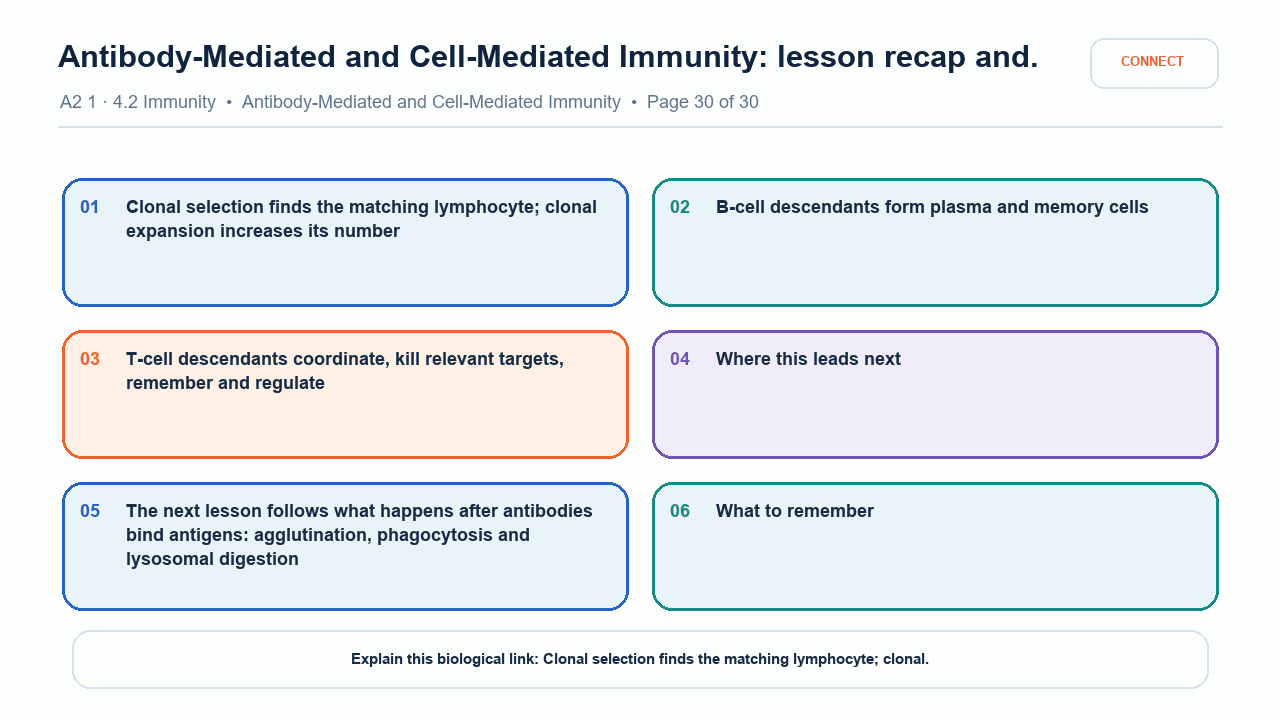 Antibody-Mediated and Cell-Mediated Immunity: lesson recap and.
CONNECT
A2 1 · 4.2 Immunity • Antibody-Mediated and Cell-Mediated Immunity • Page 30 of 30
01 Clonal selection finds the matching lymphocyte; clonal
expansion increases its number
02 B-cell descendants form plasma and memory cells
03 T-cell descendants coordinate, kill relevant targets,
remember and regulate
04 Where this leads next
05 The next lesson follows what happens after antibodies
bind antigens: agglutination, phagocytosis and
lysosomal digestion
06 What to remember
Explain this biological link: Clonal selection finds the matching lymphocyte; clonal.